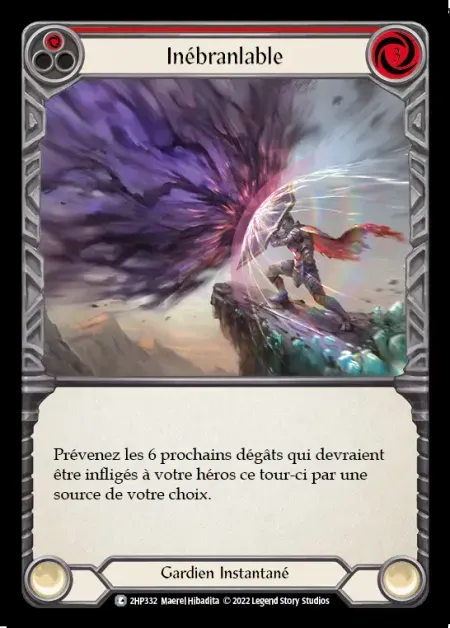 Inébranlable
3
Prévenez les 6 prochains dégâts qui devraient
être infligés à votre héros ce tour-ci par une
source de votre choix.
Gardien Instantané
C 2HP332 Maerel Hibadita © 2022 Legend Story Studios